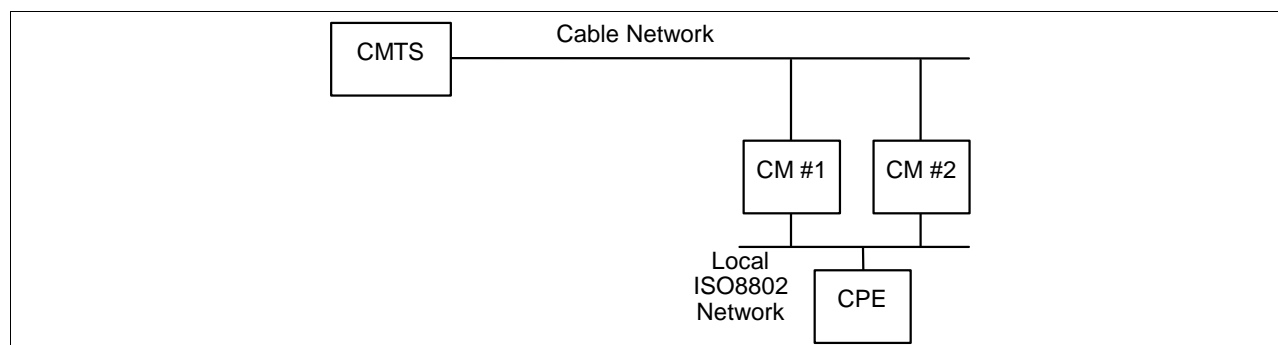 Cable Network
CMTS
CM #1
CM #2
Local
ISO8802
Network
CPE